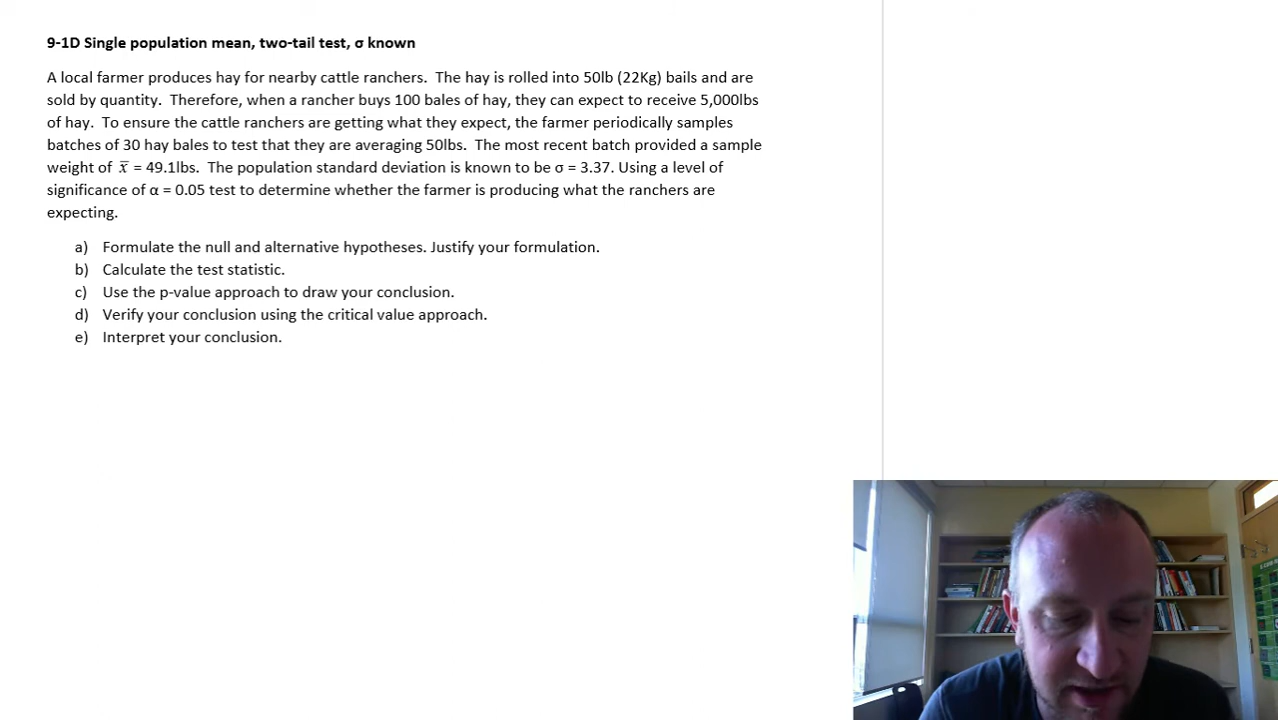 9-1D Single population mean, two-tail test, σ known
A local farmer produces hay for nearby cattle ranchers.  The hay is rolled into 50lb (22Kg) bails and are
sold by quantity.  Therefore, when a rancher buys 100 bales of hay, they can expect to receive 5,000lbs
of hay.  To ensure the cattle ranchers are getting what they expect, the farmer periodically samples
batches of 30 hay bales to test that they are averaging 50lbs.  The most recent batch provided a sample
weight of x̅ = 49.1lbs.  The population standard deviation is known to be σ = 3.37. Using a level of
significance of α = 0.05 test to determine whether the farmer is producing what the ranchers are
expecting.
a) Formulate the null and alternative hypotheses. Justify your formulation.
b) Calculate the test statistic.
c) Use the p-value approach to draw your conclusion.
d) Verify your conclusion using the critical value approach.
e) Interpret your conclusion.